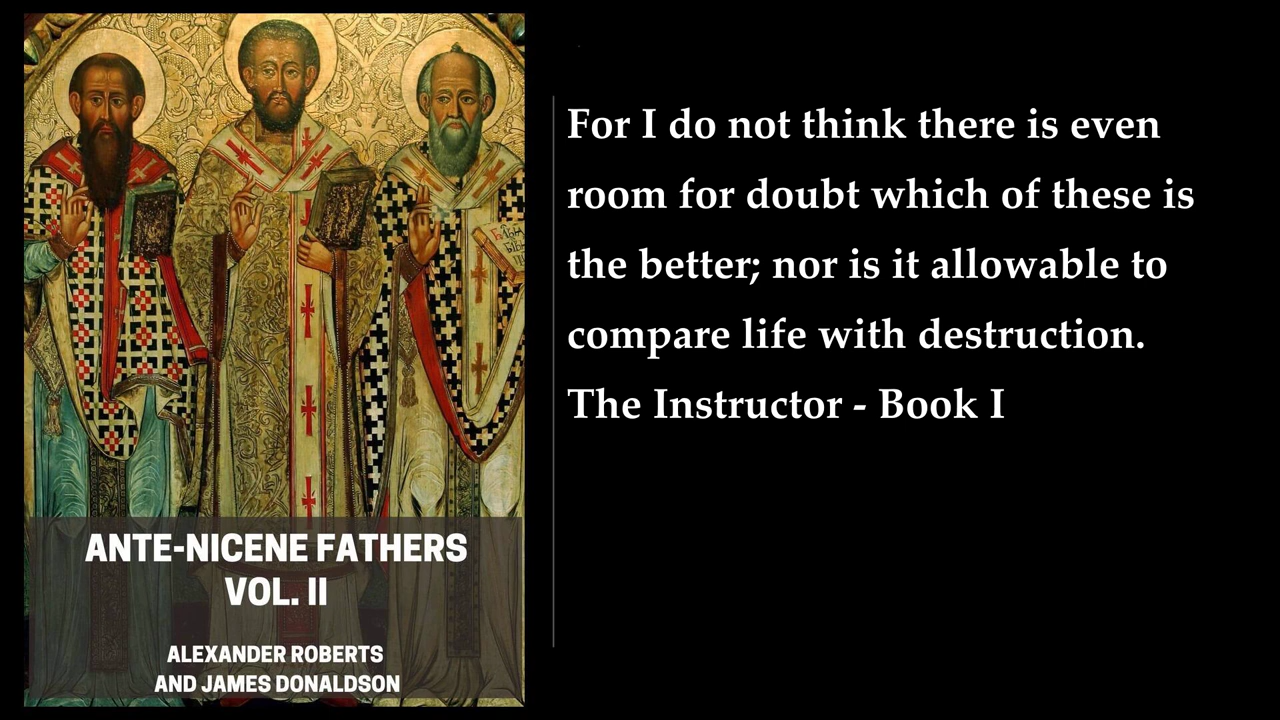 For I do not think there is even
room for doubt which of these is
the better; nor is it allowable to
compare life with destruction.
The Instructor - Book I
ANTE-NICENE FATHERS
VOL. II
ALEXANDER ROBERTS
AND JAMES DONALDSON